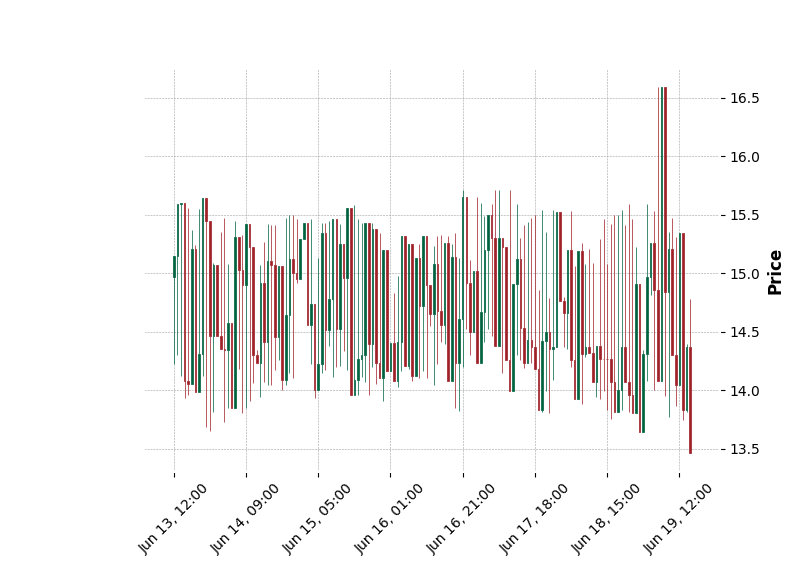 16.5
16.0
15.5
15.0
14.5
14.0
13.5
Price
Jun 13, 12:00
Jun 14, 09:00
Jun 15, 05:00
Jun 16, 01:00
Jun 16, 21:00
Jun 17, 18:00
Jun 18, 15:00
Jun 19, 12:00